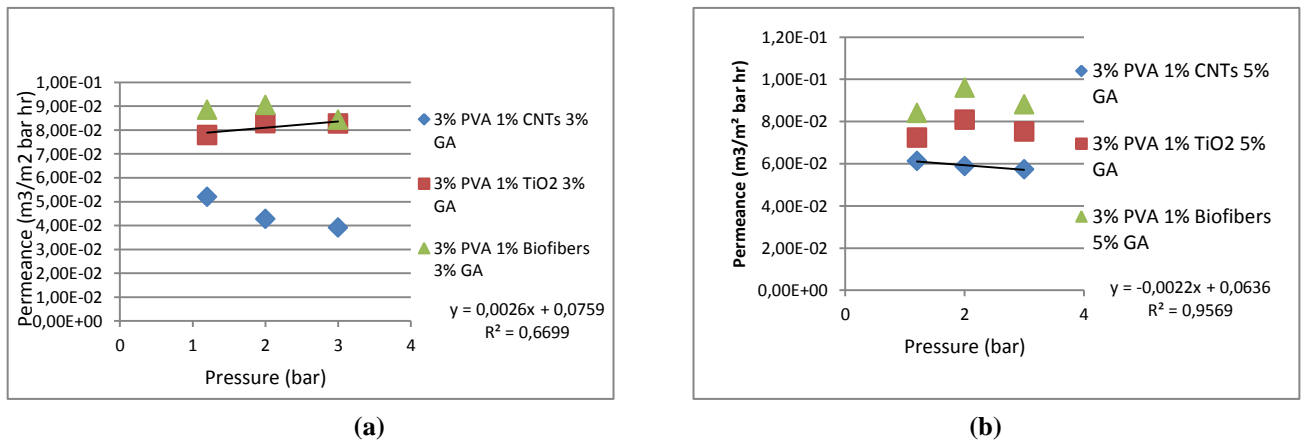 Permeance (m3/m2 bar hr)
1,00E-01
9,00E-02
8,00E-02
7,00E-02
6,00E-02
5,00E-02
4,00E-02
3,00E-02
2,00E-02
1,00E-02
0,00E+00
0 1 2 3 4
Pressure (bar)
3% PVA 1% CNTs 3%
GA
3% PVA 1% TiO2 3%
GA
3% PVA 1% Biofibers
3% GA
y = 0,0026x + 0,0759
R² = 0,6699
(a)
Permeance (m3/m² bar hr)
1,20E-01
1,00E-01
8,00E-02
6,00E-02
4,00E-02
2,00E-02
0,00E+00
0 2 4
Pressure (bar)
3% PVA 1% CNTs 5%
GA
3% PVA 1% TiO2 5%
GA
3% PVA 1% Biofibers
5% GA
y = -0,0022x + 0,0636
R² = 0,9569
(b)